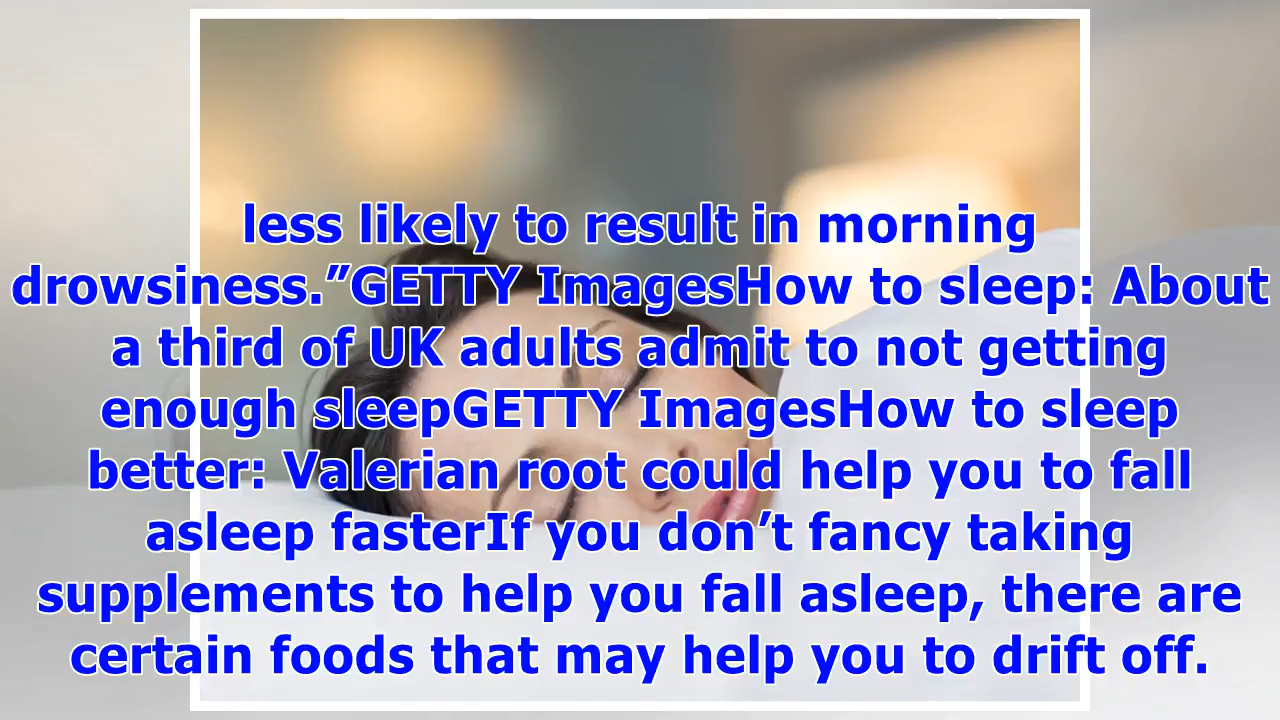 less likely to result in morning
drowsiness.”GETTY ImagesHow to sleep: About
a third of UK adults admit to not getting
enough sleepGETTY ImagesHow to sleep
better: Valerian root could help you to fall
asleep fasterIf you don’t fancy taking
supplements to help you fall asleep, there are
certain foods that may help you to drift off.